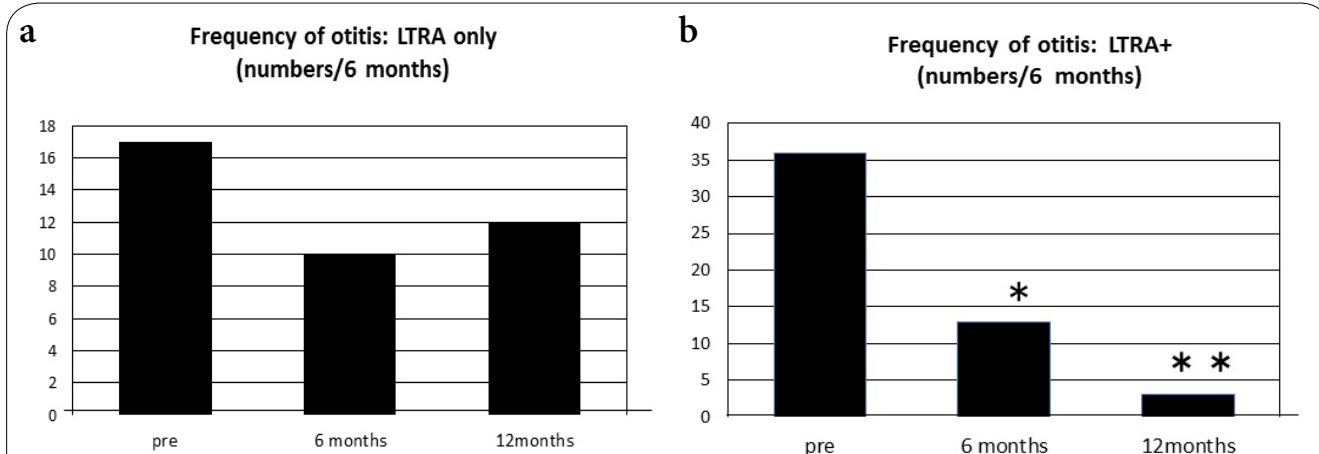 a
Frequency of otitis: LTRA only
(numbers/6 months)
18
16
14
12
10
8
6
4
2
0
pre
6 months
12months
b
Frequency of otitis: LTRA+
(numbers/6 months)
40
35
30
25
20
15
10
5
0
*
* *
pre
6 months
12months